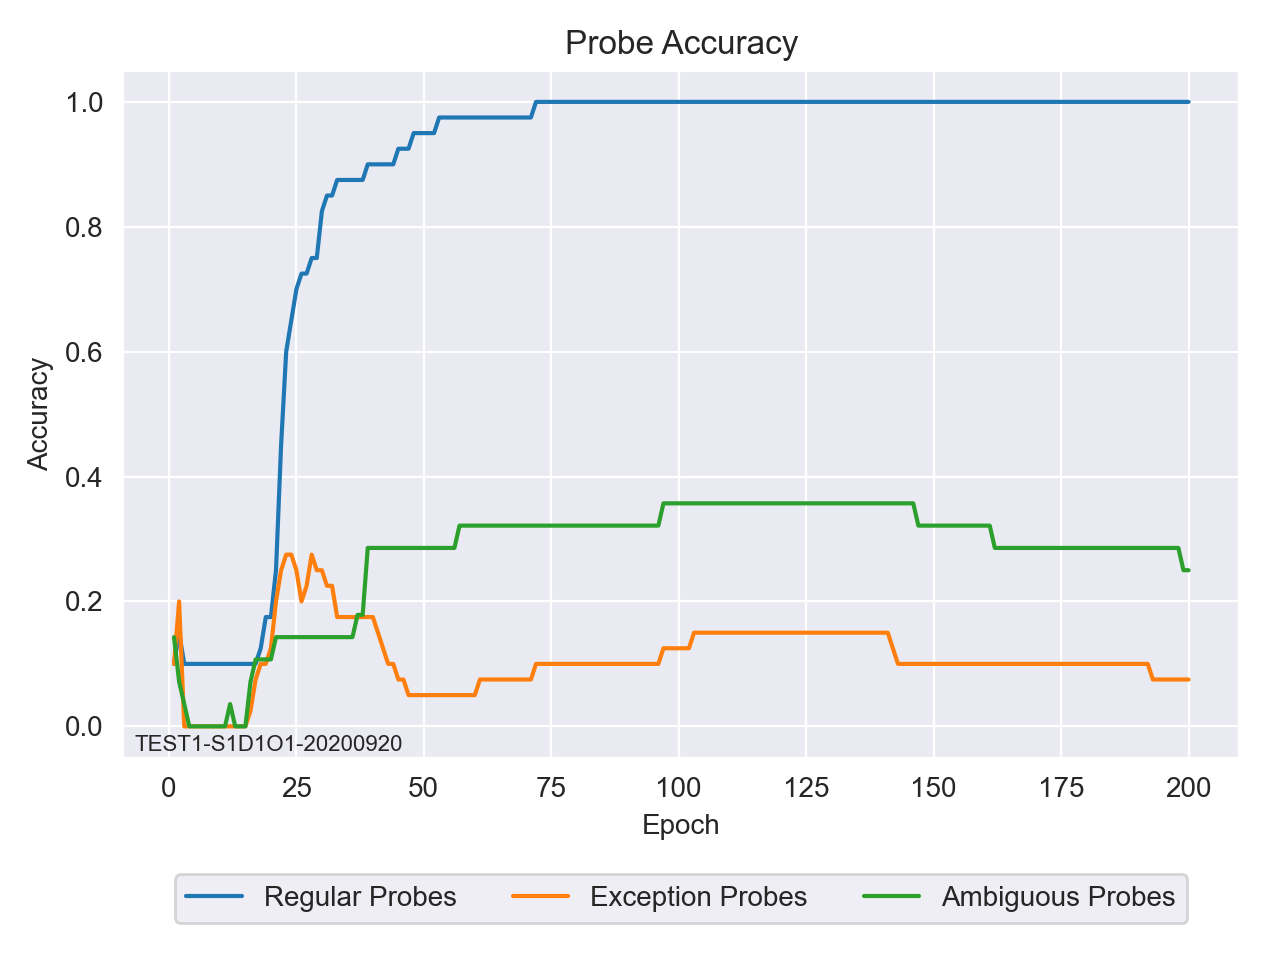 Probe Accuracy
1.0
0.8
0.6
0.4
0.2
0.0
Accuracy
TEST1-S1D1O1-20200920
0 25 50 75 100 125 150 175 200
Epoch
Regular Probes Exception Probes Ambiguous Probes